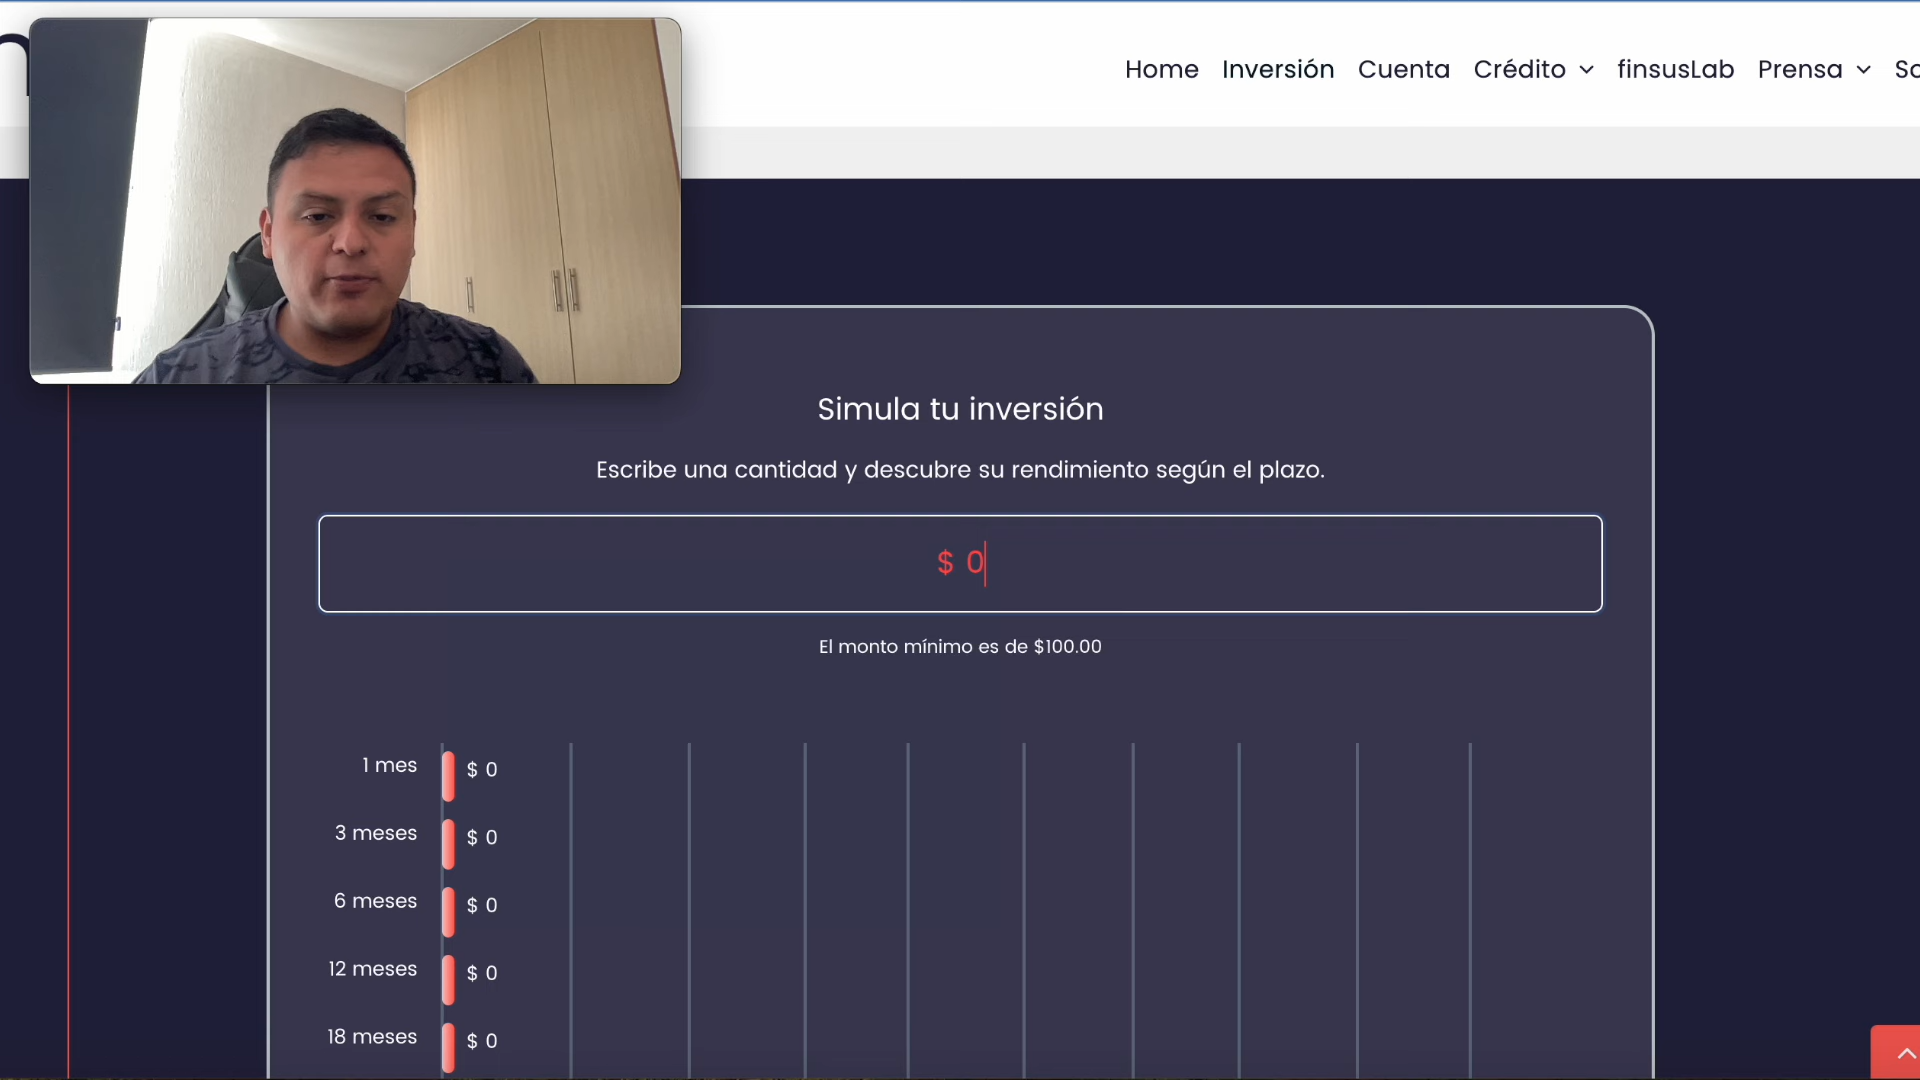 Home Inversión Cuenta Crédito finsusLab Prensa
Simula tu inversión
Escribe una cantidad y descubre su rendimiento según el plazo.
$ 0
El monto mínimo es de $100.00
1 mes $ 0
3 meses $ 0
6 meses $ 0
12 meses $ 0
18 meses $ 0